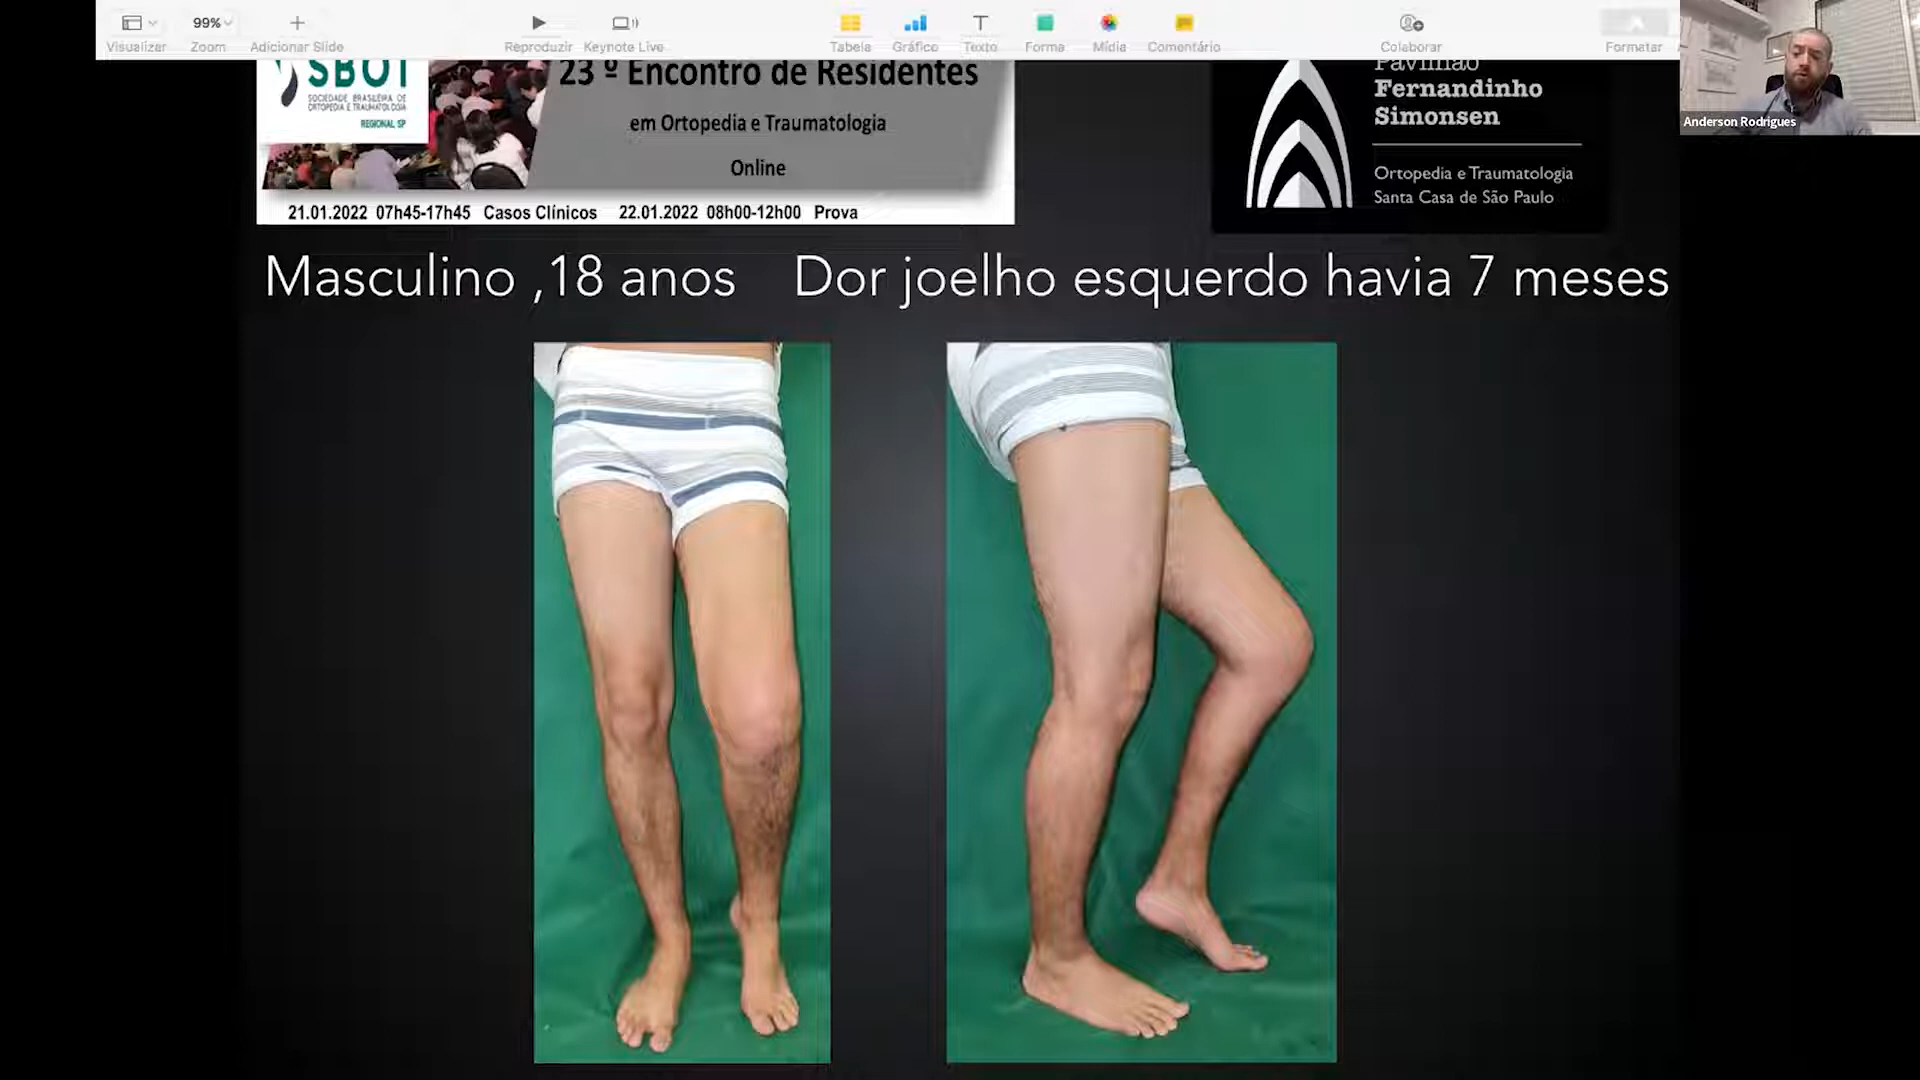 99%
Visualizar Zoom Adicionar Slide Reproduzir Keynote Live Tabela Gráfico Texto Forma Mídia Comentário Colaborar Formatar
SBOT
SOCIEDADE BRASILEIRA DE
ORTOPEDIA E TRAUMATOLOGIA
REGIONAL SP
23 º Encontro de Residentes
em Ortopedia e Traumatologia
Online
21.01.2022 07h45-17h45 Casos Clínicos 22.01.2022 08h00-12h00 Prova
Pavilhão
Fernandinho
Simonsen
Ortopedia e Traumatologia
Santa Casa de São Paulo
Anderson Rodrigues
Masculino ,18 anos Dor joelho esquerdo havia 7 meses